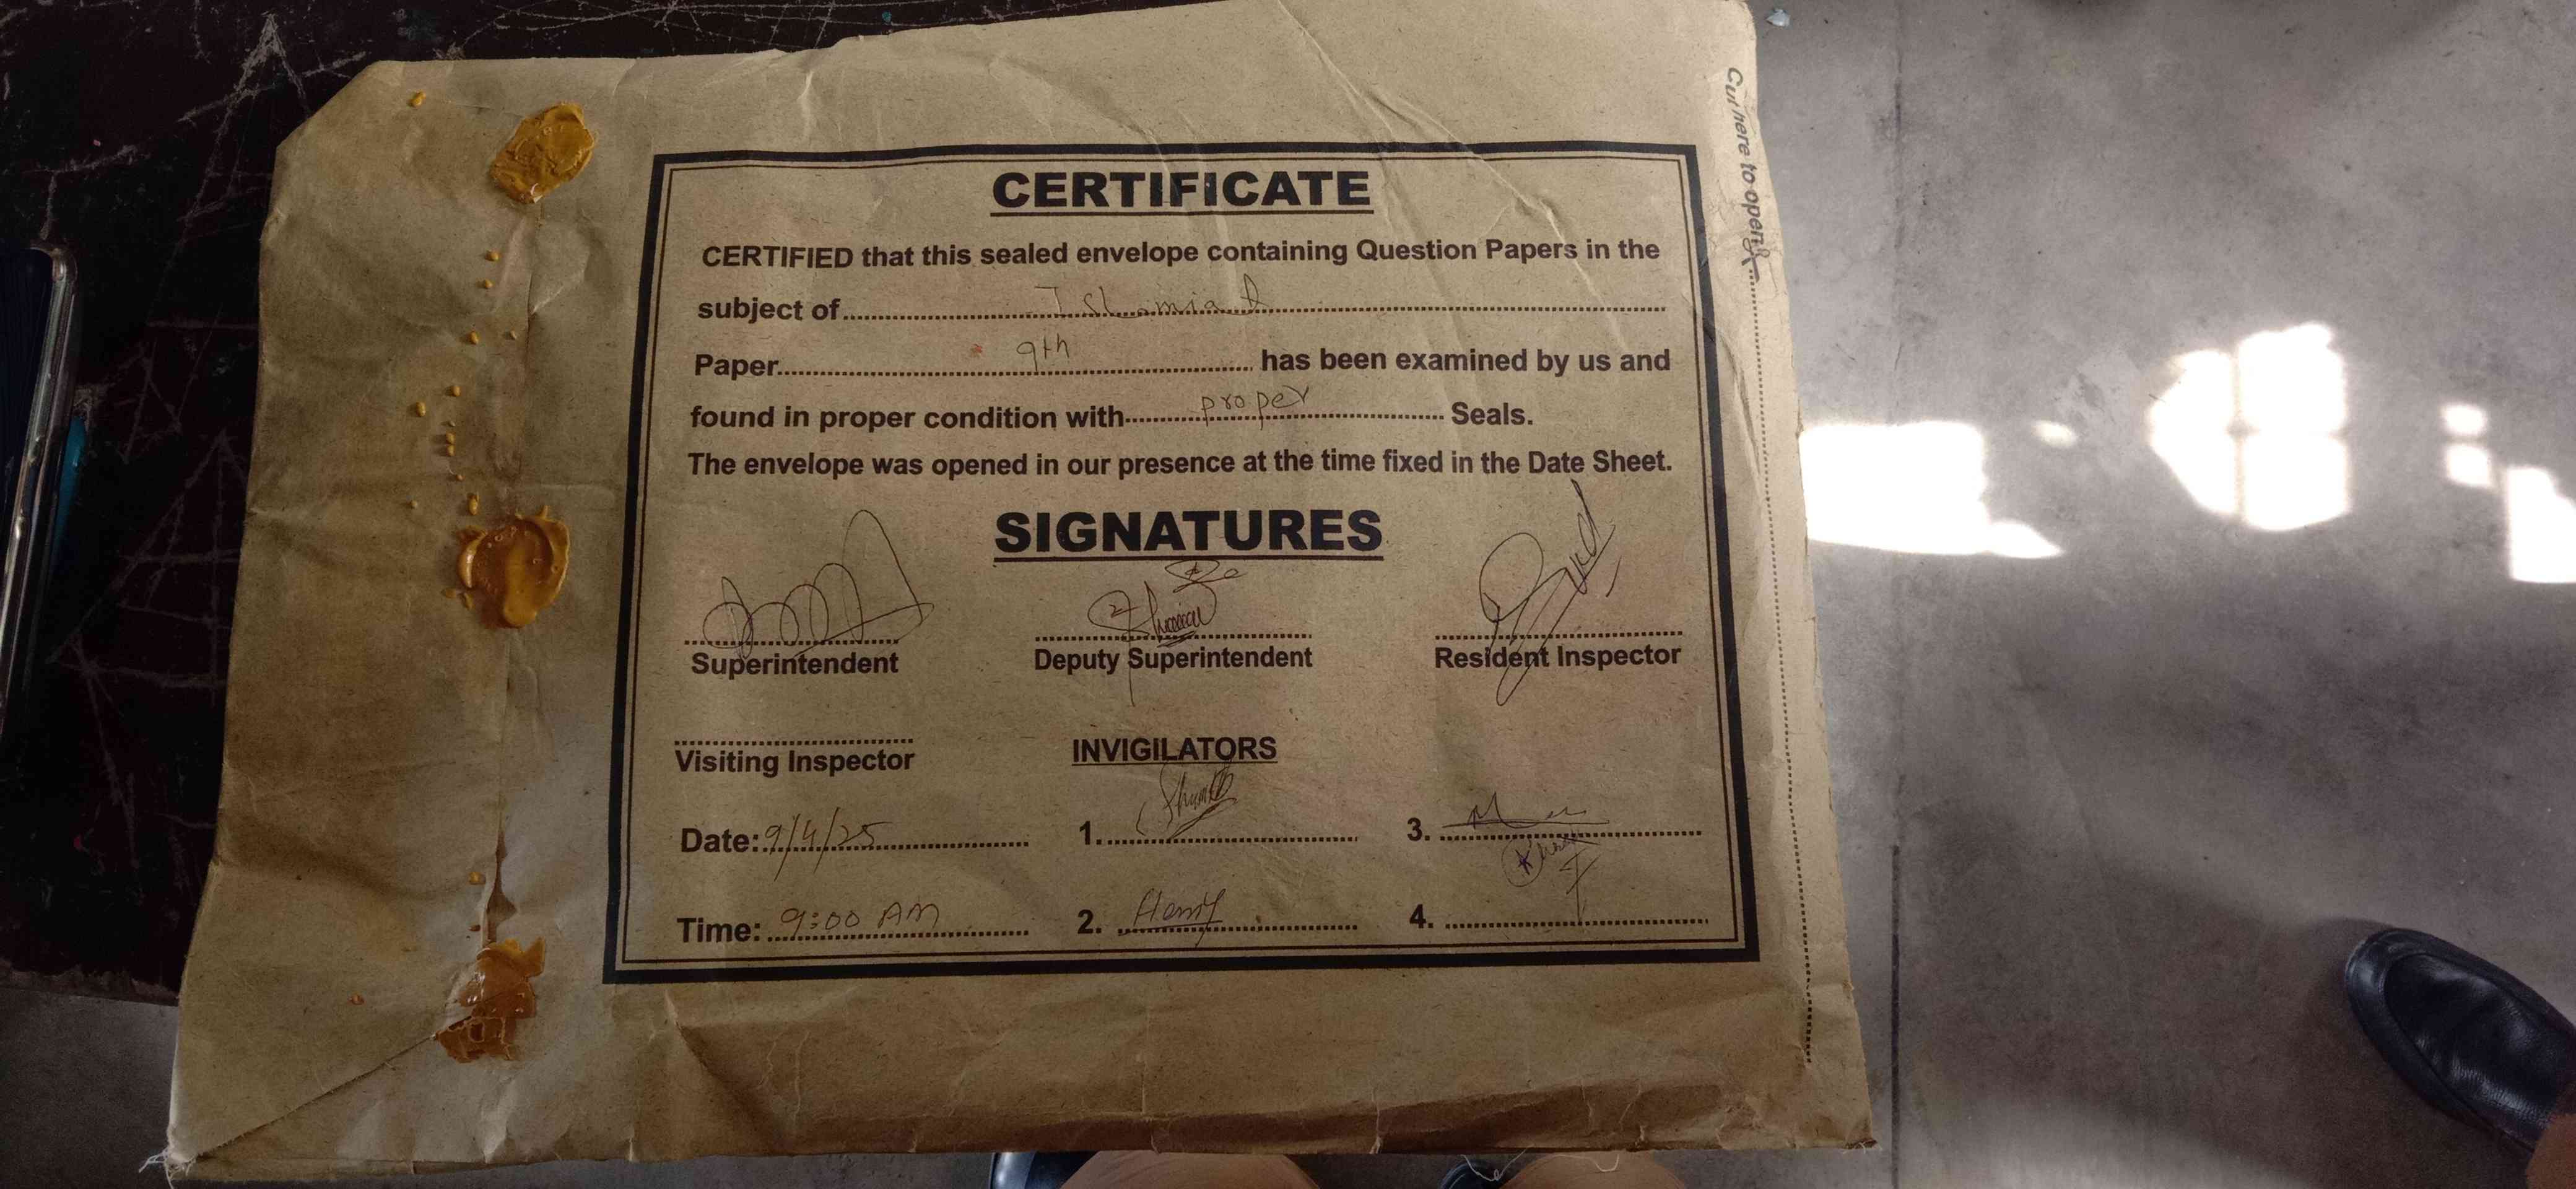 CERTIFICATE
CERTIFIED that this sealed envelope containing Question Papers in the
subject of Islamiat
Paper 9th has been examined by us and
found in proper condition with proper Seals.
The envelope was opened in our presence at the time fixed in the Date Sheet.
SIGNATURES
Superintendent Deputy Superintendent Resident Inspector
Visiting Inspector INVIGILATORS
Date: 9/4/25 1. 3.
Time: 9:00 AM 2. 4.
Cut here to open